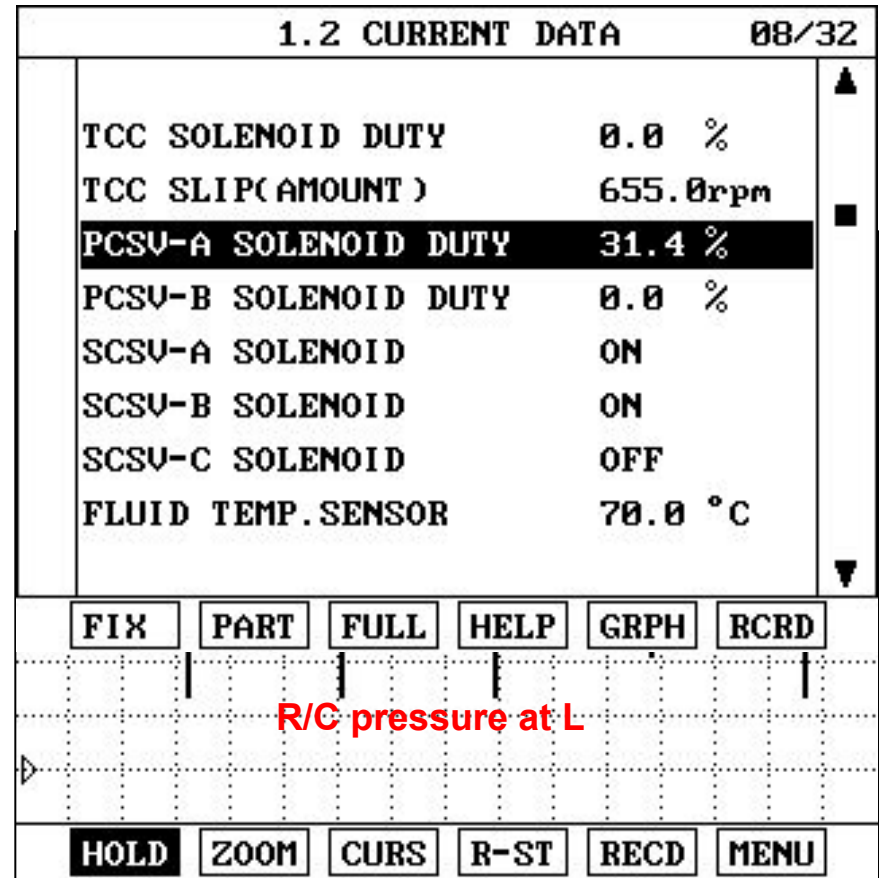 1.2 CURRENT DATA 08/32
TCC SOLENOID DUTY 0.0 %
TCC SLIP(AMOUNT) 655.0rpm
PCSV-A SOLENOID DUTY 31.4 %
PCSV-B SOLENOID DUTY 0.0 %
SCSV-A SOLENOID ON
SCSV-B SOLENOID ON
SCSV-C SOLENOID OFF
FLUID TEMP.SENSOR 70.0 °C
FIX PART FULL HELP GRPH RCRD
R/C pressure at L
HOLD ZOOM CURS R-ST RECD MENU